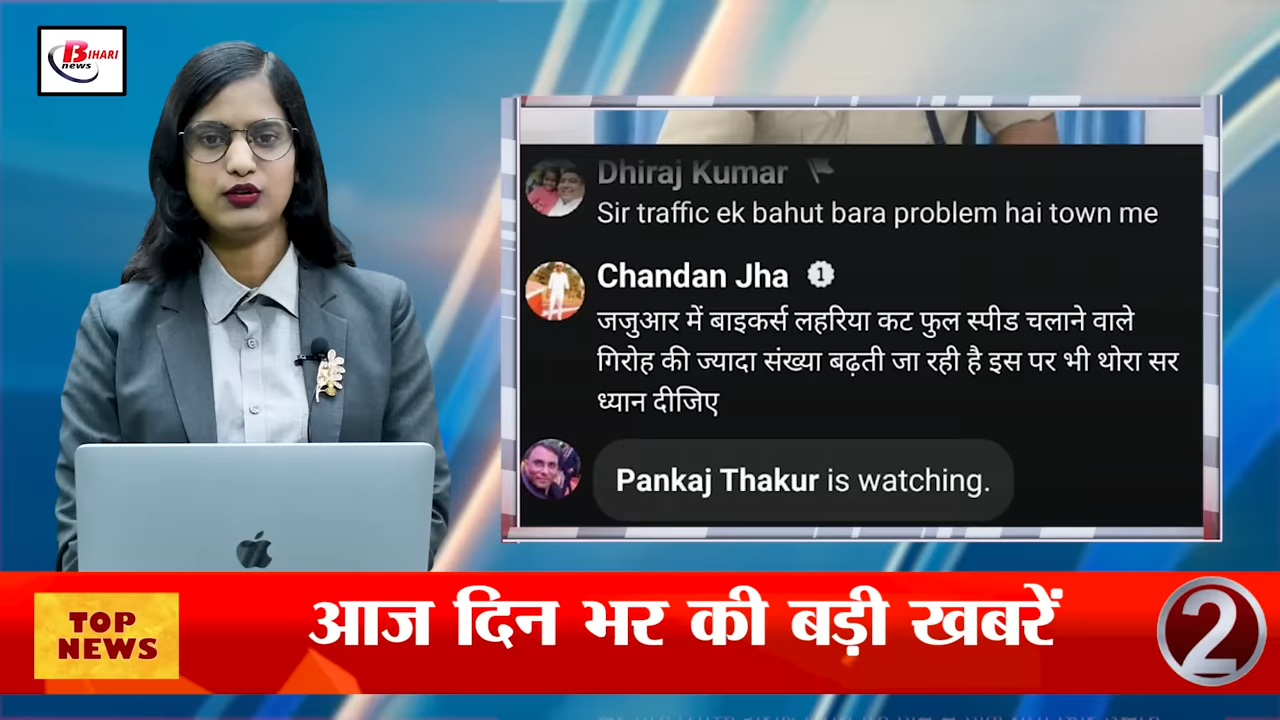 BIHARI
news
Dhiraj Kumar
Sir traffic ek bahut bara problem hai town me
Chandan Jha 1
जजुआर में बाइकर्स लहरिया कट फुल स्पीड चलाने वाले
गिरोह की ज्यादा संख्या बढ़ती जा रही है इस पर भी थोरा सर
ध्यान दीजिए
Pankaj Thakur is watching.
TOP
NEWS
आज दिन भर की बड़ी खबरें
2